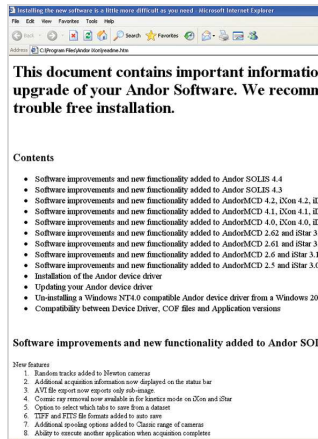 Installing the new software is a little more difficult as you need - Microsoft Internet Explorer
File Edit View Favorites Tools Help
Back Search Favorites
Address C:\Program Files\Andor iXon\readme.htm
This document contains important informatio
upgrade of your Andor Software. We recomm
trouble free installation.
Contents
• Software improvements and new functionality added to Andor SOLIS 4.4
• Software improvements and new functionality added to Andor SOLIS 4.3
• Software improvements and new functionality added to AndorMCD 4.2, iXon 4.2, iI
• Software improvements and new functionality added to AndorMCD 4.1, iXon 4.1, iI
• Software improvements and new functionality added to AndorMCD 4.0, iXon 4.0, iI
• Software improvements and new functionality added to AndorMCD 2.62 and iStar 3
• Software improvements and new functionality added to AndorMCD 2.61 and iStar 3
• Software improvements and new functionality added to AndorMCD 2.6 and iStar 3.1
• Software improvements and new functionality added to AndorMCD 2.5 and iStar 3.0
• Installation of the Andor device driver
• Updating your Andor device driver
• Un-installing a Windows NT4.0 compatible Andor device driver from a Windows 20
• Compatibility between Device Driver, COF files and Application versions
Software improvements and new functionality added to Andor SOI
New features
1. Random tracks added to Newton cameras
2. Additional acquisition information now displayed on the status bar
3. AVI file export now exports only sub-image.
4. Cosmic ray removal now available in for kinetics mode on iXon and iStar
5. Option to select which tabs to save from a dataset
6. TIFF and FITS file formats added to auto save
7. Additional spooling options added to Classic range of cameras
8. Ability to execute another application when acquisition completes